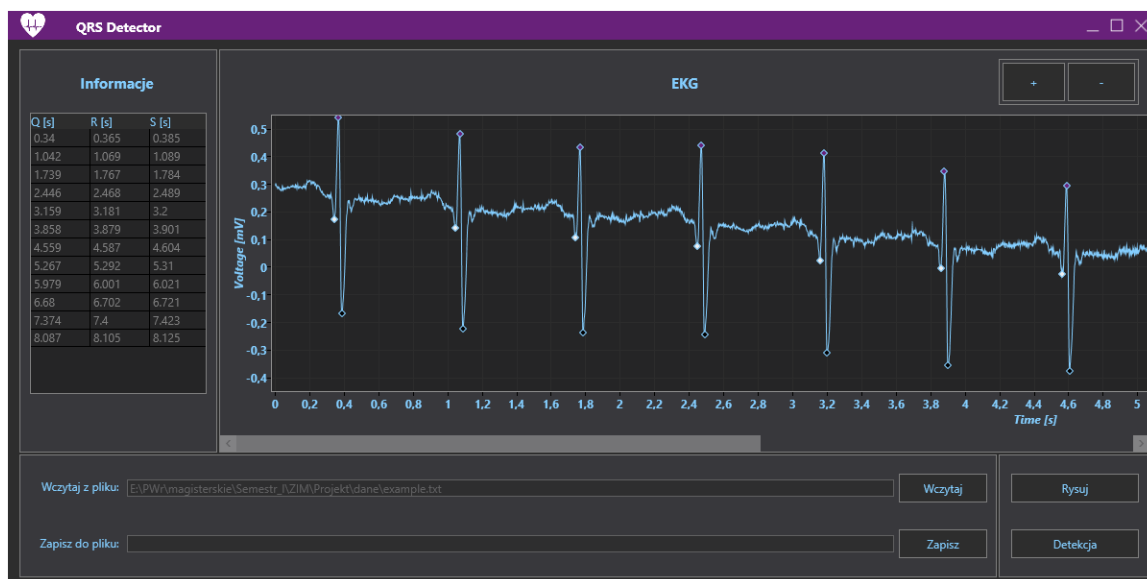 QRS Detector
Informacje
Q [s] R [s] S [s]
0.34 0.365 0.385
1.042 1.069 1.089
1.739 1.767 1.784
2.446 2.468 2.489
3.159 3.181 3.2
3.858 3.879 3.901
4.559 4.587 4.604
5.267 5.292 5.31
5.979 6.001 6.021
6.68 6.702 6.721
7.374 7.4 7.423
8.087 8.105 8.125
EKG
+ -
Voltage [mV]
0,5
0,4
0,3
0,2
0,1
0
-0,1
-0,2
-0,3
-0,4
0 0,2 0,4 0,6 0,8 1 1,2 1,4 1,6 1,8 2 2,2 2,4 2,6 2,8 3 3,2 3,4 3,6 3,8 4 4,2 4,4 4,6 4,8 5
Time [s]
Wczytaj z pliku: E:\PWr\magisterskie\Semestr_I\ZIM\Projekt\dane\example.txt Wczytaj Rysuj
Zapisz do pliku: Zapisz Detekcja